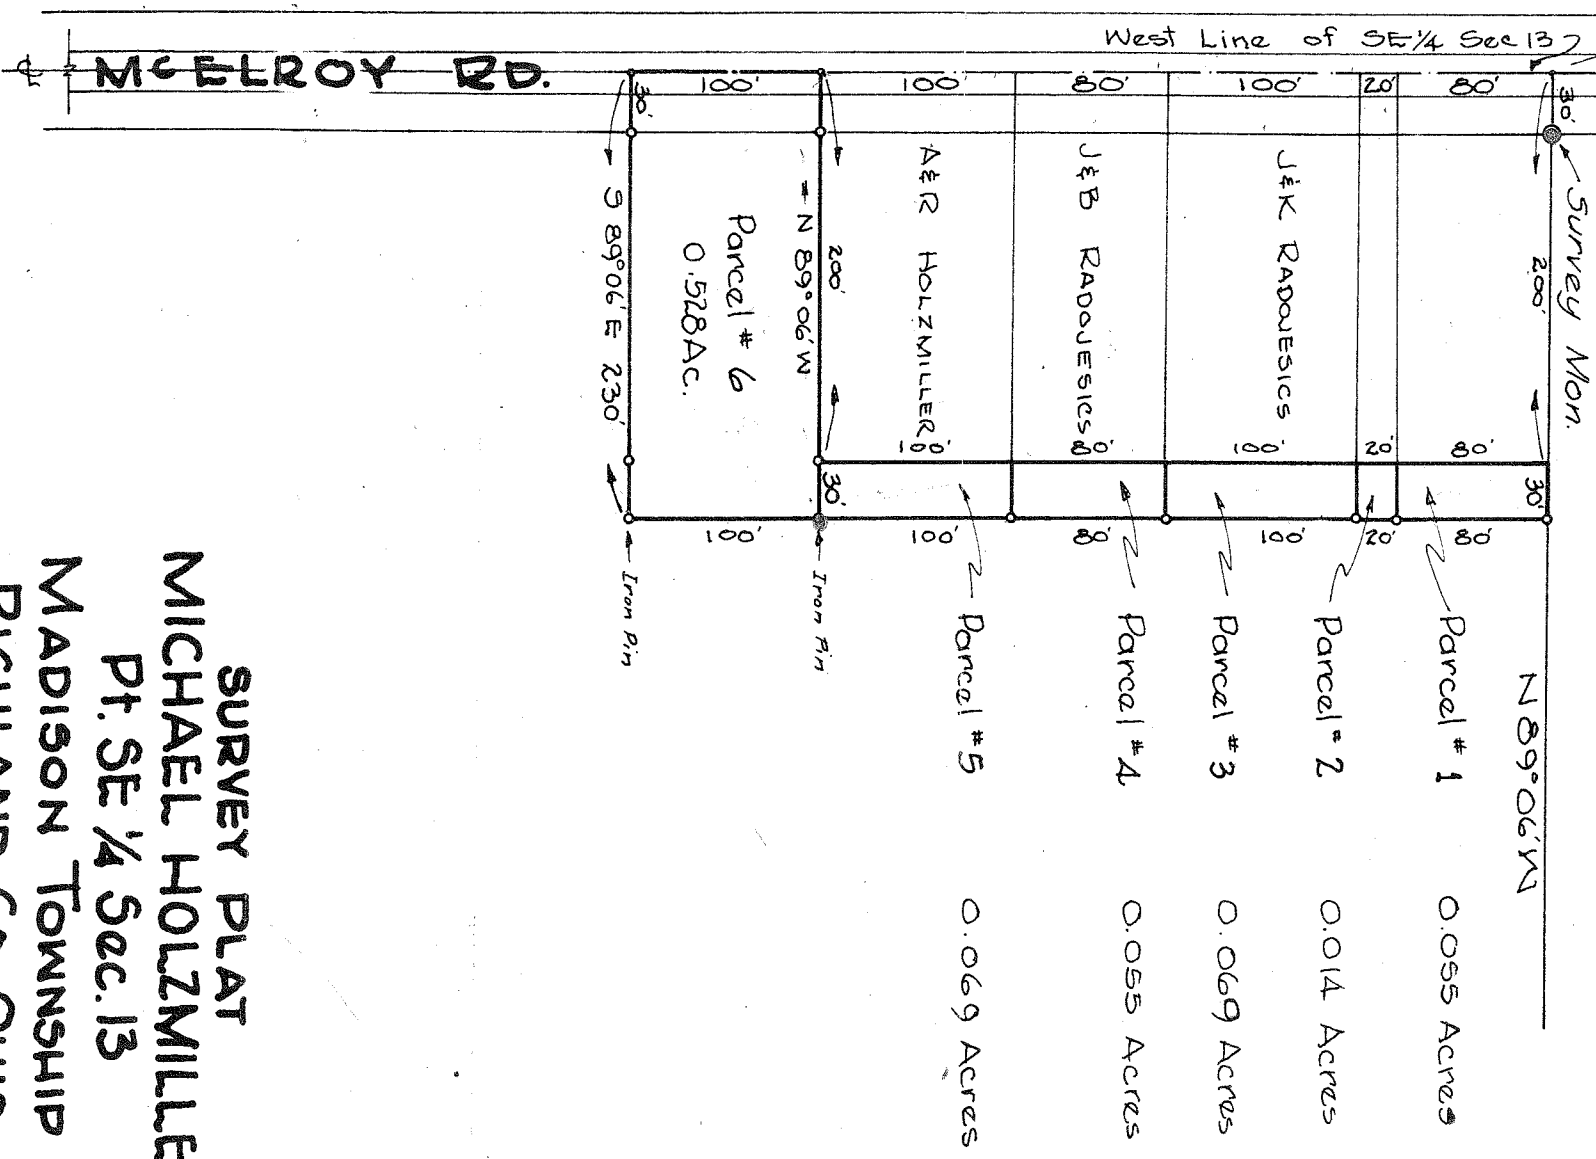 West Line of SE 1/4 Sec 13
℄ MCELROY RD.
100' 100' 80' 100' 20' 80'
30'
30'
Survey Mon.
S 89°06'E 230'
Parcel # 6
0.528 Ac.
N 89°06'W
200'
A & R HOLZMILLER
J & B RADOJESICS
J & K RADOJESICS
200'
100' 80' 100' 20' 80'
30'
30'
100' 100' 80' 100' 20' 80'
Iron Pin
Iron Pin
N 89°06'W
Parcel # 1 0.055 Acres
Parcel # 2 0.014 Acres
Parcel # 3 0.069 Acres
Parcel # 4 0.055 Acres
Parcel # 5 0.069 Acres
SURVEY PLAT
MICHAEL HOLZMILLE
Pt. SE 1/4 Sec. 13
MADISON TOWNSHIP